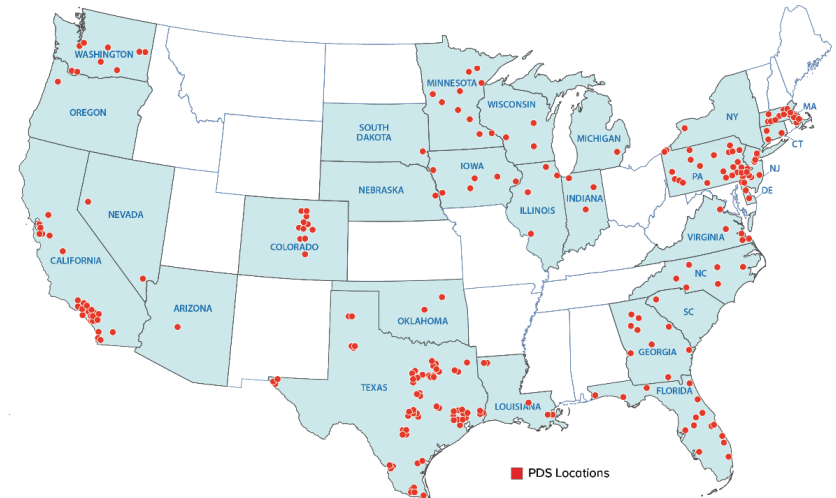 WASHINGTON
OREGON
NEVADA
CALIFORNIA
ARIZONA
COLORADO
SOUTH
DAKOTA
NEBRASKA
MINNESOTA
IOWA
WISCONSIN
ILLINOIS
MICHIGAN
INDIANA
OKLAHOMA
TEXAS
LOUISIANA
NY
MA
CT
PA
NJ
DE
VIRGINIA
NC
SC
GEORGIA
FLORIDA
PDS Locations